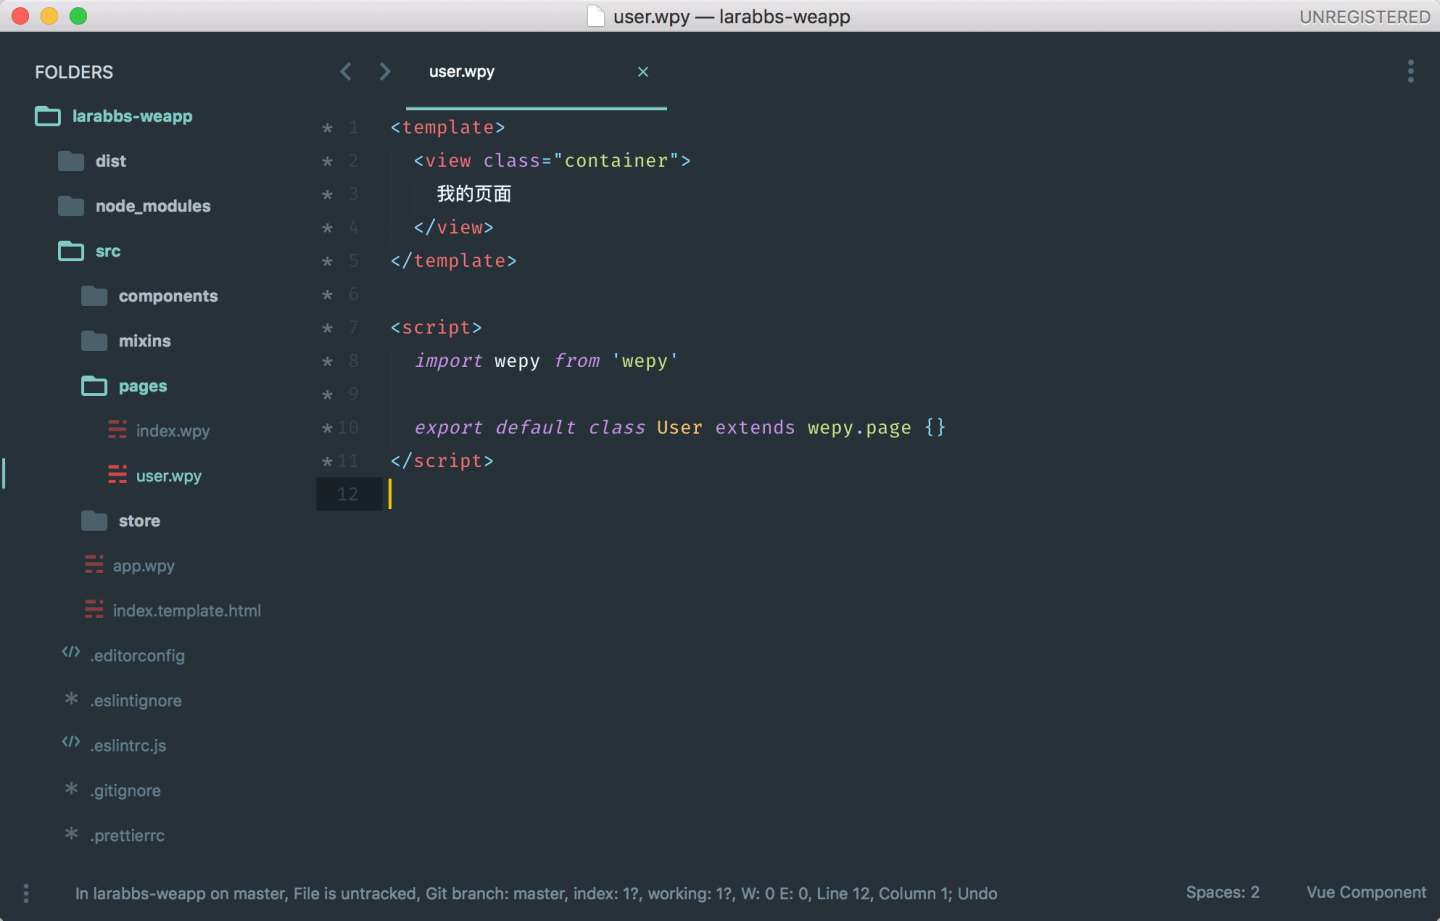 user.wpy — larabbs-weapp
UNREGISTERED
FOLDERS
larabbs-weapp
dist
node_modules
src
components
mixins
pages
index.wpy
user.wpy
store
app.wpy
index.template.html
.editorconfig
.eslintignore
.eslintrc.js
.gitignore
.prettierrc
user.wpy
* 1 <template>
* 2 <view class="container">
* 3 我的页面
* 4 </view>
* 5 </template>
* 6
* 7 <script>
* 8 import wepy from 'wepy'
* 9
* 10 export default class User extends wepy.page {}
* 11 </script>
12
In larabbs-weapp on master, File is untracked, Git branch: master, index: 1?, working: 1?, W: 0 E: 0, Line 12, Column 1; Undo
Spaces: 2
Vue Component